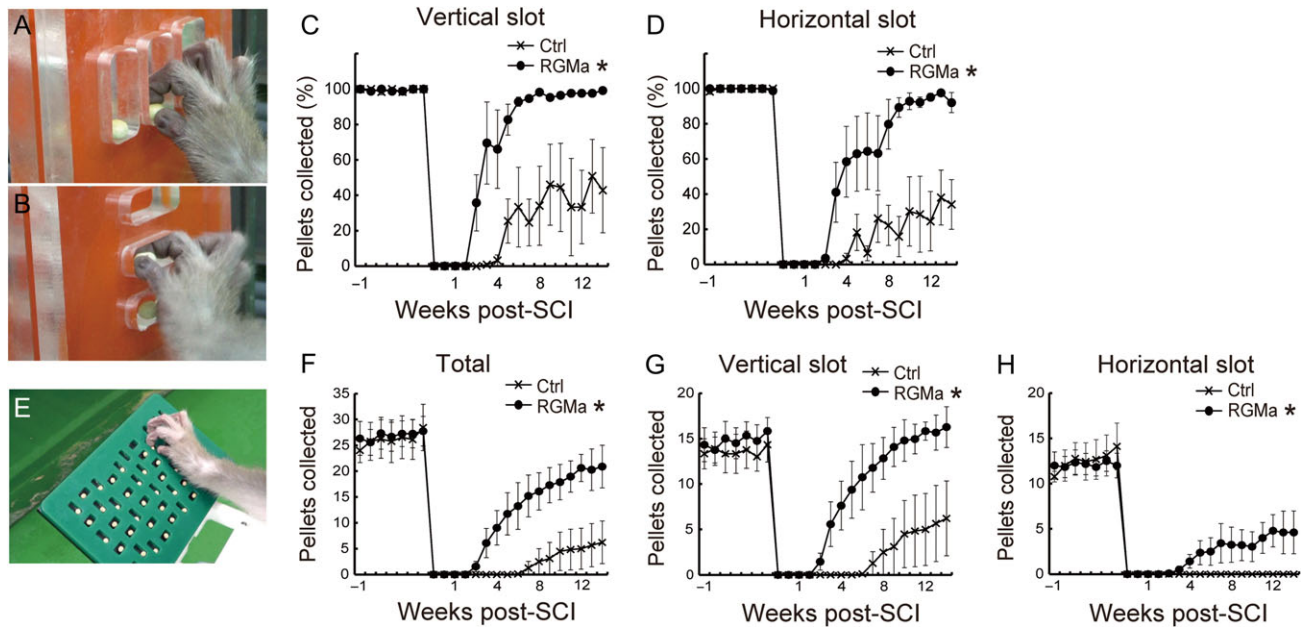 A
B
C
Vertical slot
Ctrl
RGMa *
Pellets collected (%)
100
80
60
40
20
0
−1 1 4 8 12
Weeks post-SCI
D
Horizontal slot
Ctrl
RGMa *
Pellets collected (%)
100
80
60
40
20
0
−1 1 4 8 12
Weeks post-SCI
E
F
Total
Ctrl
RGMa *
Pellets collected
35
30
25
20
15
10
5
0
−1 1 4 8 12
Weeks post-SCI
G
Vertical slot
Ctrl
RGMa *
Pellets collected
20
15
10
5
0
−1 1 4 8 12
Weeks post-SCI
H
Horizontal slot
Ctrl
RGMa *
Pellets collected
20
15
10
5
0
−1 1 4 8 12
Weeks post-SCI